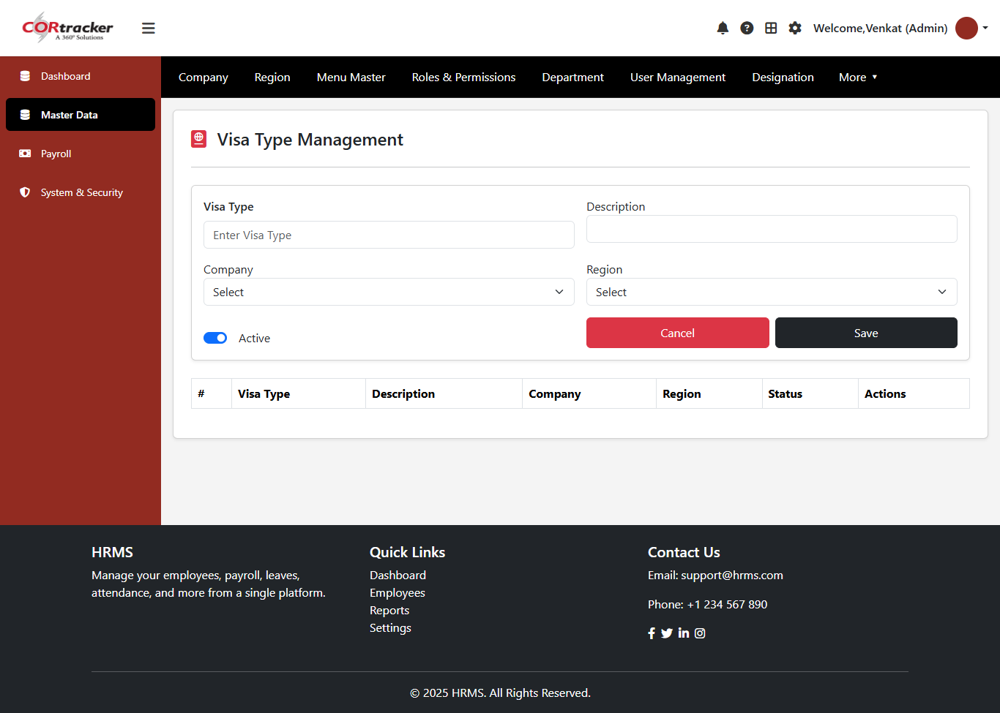 CORtracker
A 360° Solutions
Welcome,Venkat (Admin)
Dashboard
Master Data
Payroll
System & Security
Company Region Menu Master Roles & Permissions Department User Management Designation More ▼
Visa Type Management
Visa Type
Enter Visa Type
Description
Company
Select
Region
Select
Active
Cancel
Save
# Visa Type Description Company Region Status Actions
HRMS
Manage your employees, payroll, leaves,
attendance, and more from a single platform.
Quick Links
Dashboard
Employees
Reports
Settings
Contact Us
Email: support@hrms.com
Phone: +1 234 567 890
© 2025 HRMS. All Rights Reserved.